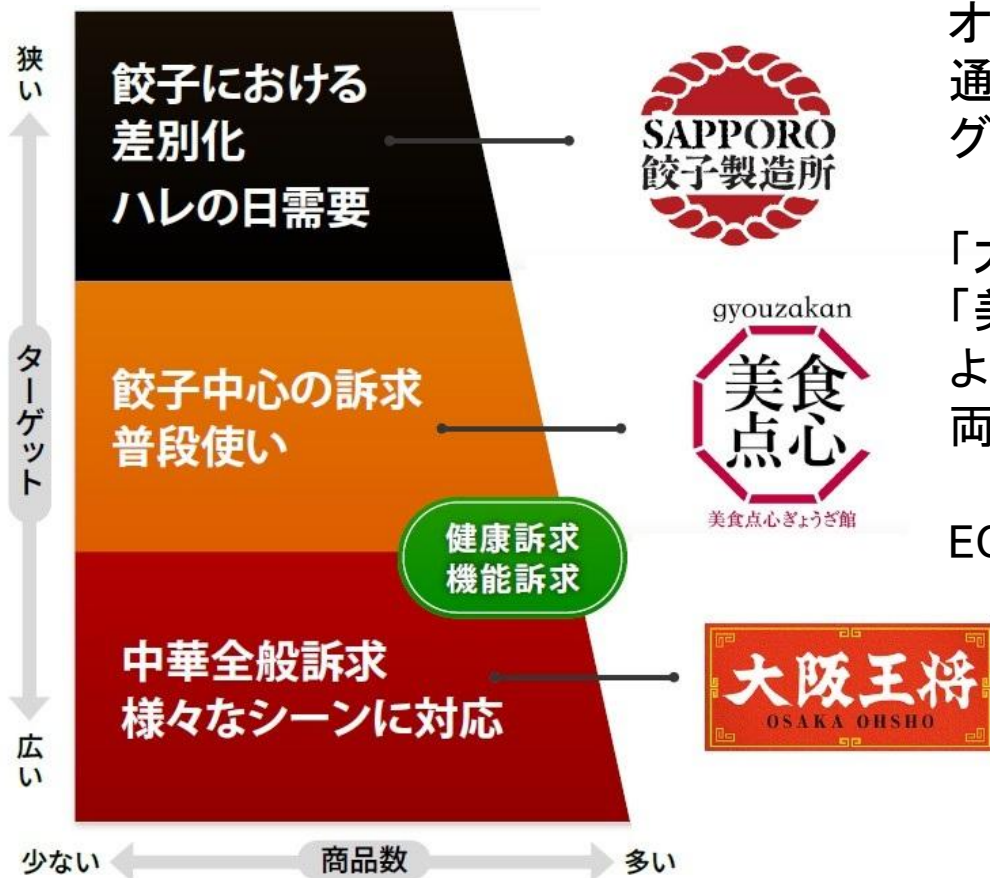 狭い
ターゲット
広い
餃子における
差別化
ハレの日需要
SAPPORO
餃子製造所
餃子中心の訴求
普段使い
gyouzakan
美食
点心
美食点心ぎょうざ館
健康訴求
機能訴求
中華全般訴求
様々なシーンに対応
大阪王将
OSAKA OHSHO
少ない
商品数
多い
オ
通
グ
「大
「美
よ
両